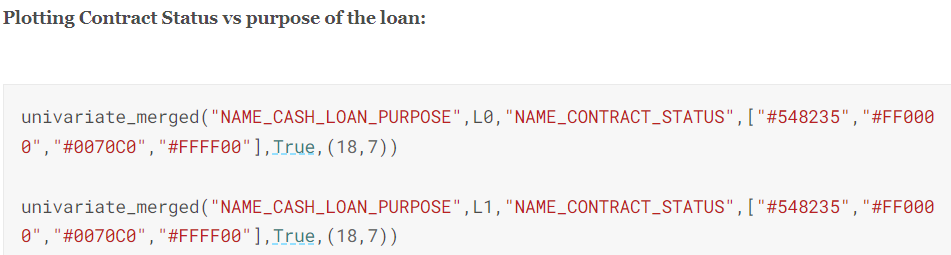 Plotting Contract Status vs purpose of the loan:
univariate_merged("NAME_CASH_LOAN_PURPOSE",L0,"NAME_CONTRACT_STATUS",["#548235","#FF000
0","#0070C0","#FFFF00"],True,(18,7))
univariate_merged("NAME_CASH_LOAN_PURPOSE",L1,"NAME_CONTRACT_STATUS",["#548235","#FF000
0","#0070C0","#FFFF00"],True,(18,7))